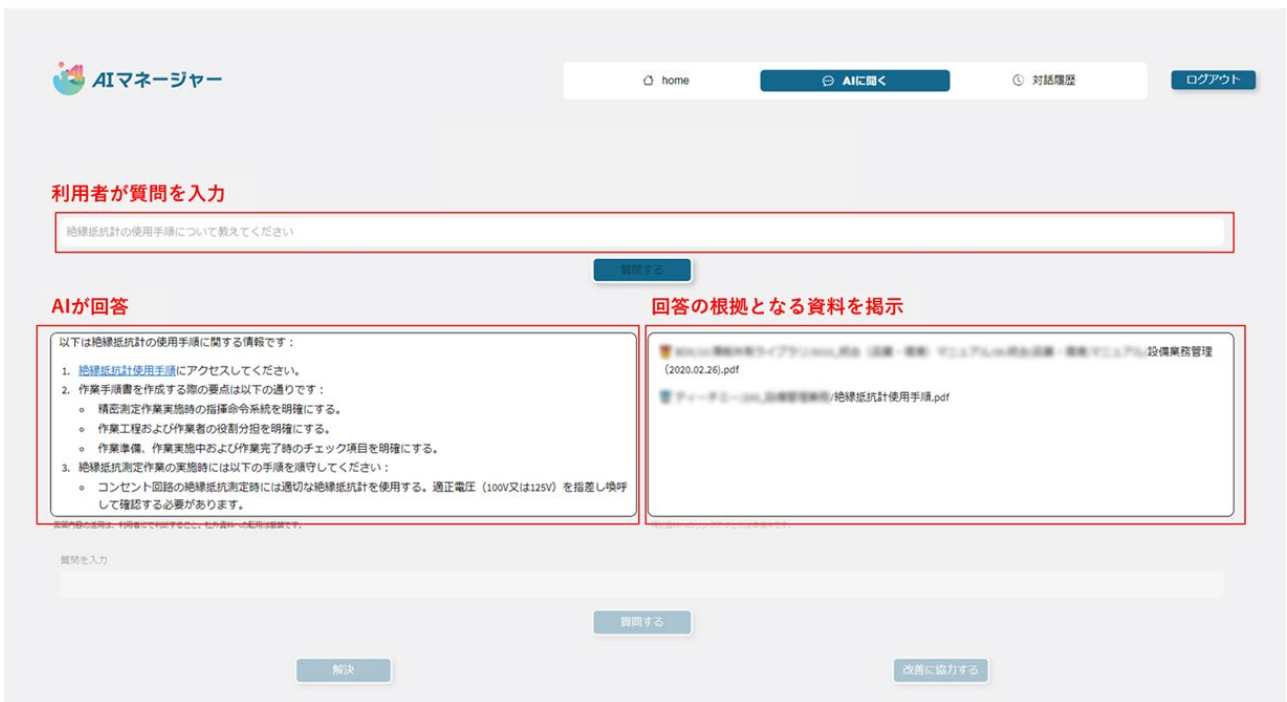 AIマネージャー
home
AIに聞く
対話履歴
ログアウト
利用者が質問を入力
絶縁抵抗計の使用手順について教えてください
質問する
AIが回答
以下は絶縁抵抗計の使用手順に関する情報です：
1. 絶縁抵抗計使用手順にアクセスしてください。
2. 作業手順書を作成する際の要点は以下の通りです：
○ 精密測定作業実施時の指揮命令系統を明確にする。
○ 作業工程および作業者の役割分担を明確にする。
○ 作業準備、作業実施中および作業完了時のチェック項目を明確にする。
3. 絶縁抵抗測定作業の実施時には以下の手順を順守してください：
○ コンセント回路の絶縁抵抗測定時には適切な絶縁抵抗計を使用する。適正電圧（100V又は125V）を指差し喚呼
して確認する必要があります。
回答の根拠となる資料を掲示
/設備業務管理
（2020.02.26).pdf
/絶縁抵抗計使用手順.pdf
質問を入力
質問する
解決
改善に協力する